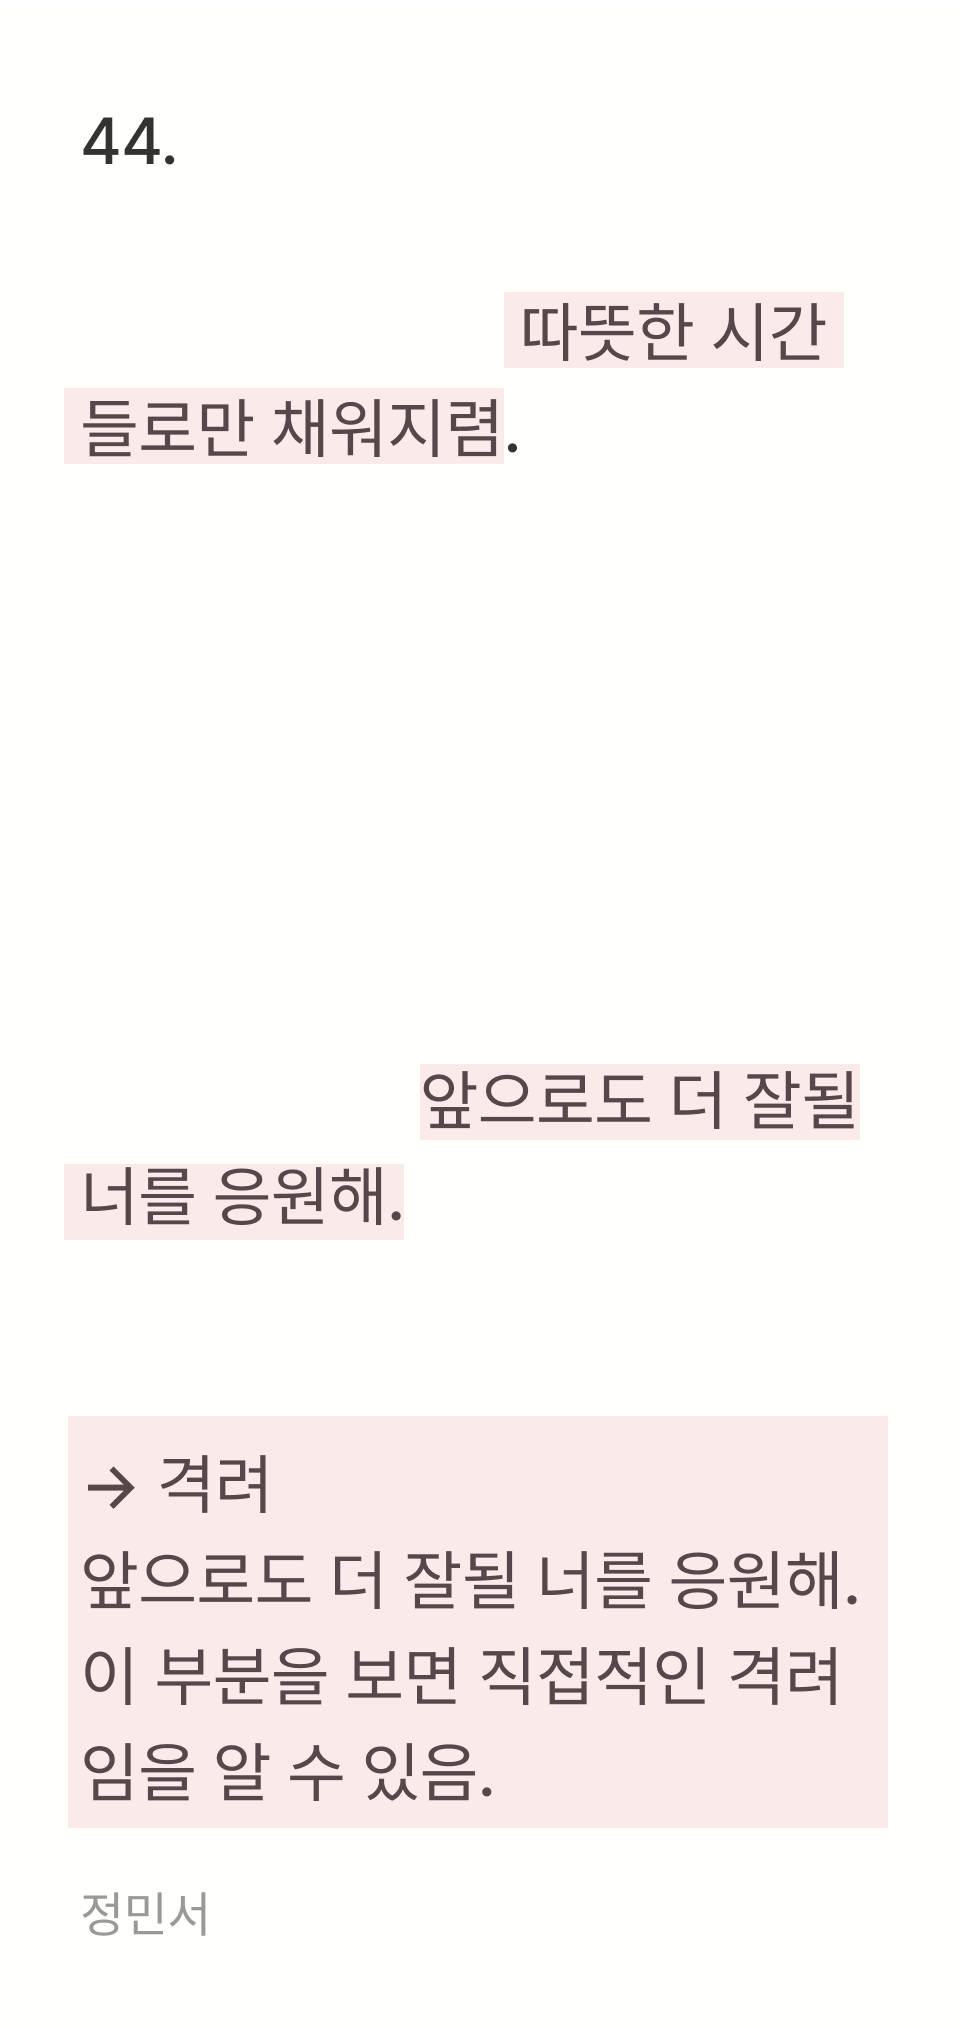 44.
따뜻한 시간
들로만 채워지렴.
앞으로도 더 잘될
너를 응원해.
→ 격려
앞으로도 더 잘될 너를 응원해.
이 부분을 보면 직접적인 격려
임을 알 수 있음.
정민서